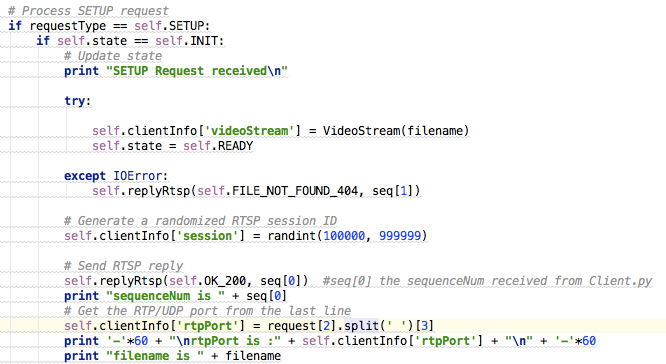 # Process SETUP request
if requestType == self.SETUP:
if self.state == self.INIT:
# Update state
print "SETUP Request received\n"
try:
self.clientInfo['videoStream'] = VideoStream(filename)
self.state = self.READY
except IOError:
self.replyRtsp(self.FILE_NOT_FOUND_404, seq[1])
# Generate a randomized RTSP session ID
self.clientInfo['session'] = randint(100000, 999999)
# Send RTSP reply
self.replyRtsp(self.OK_200, seq[0])  #seq[0] the sequenceNum received from Client.py
print "sequenceNum is " + seq[0]
# Get the RTP/UDP port from the last line
self.clientInfo['rtpPort'] = request[2].split(' ')[3]
print '-'*60 + "\nrtpPort is :" + self.clientInfo['rtpPort'] + "\n" + '-'*60
print "filename is " + filename